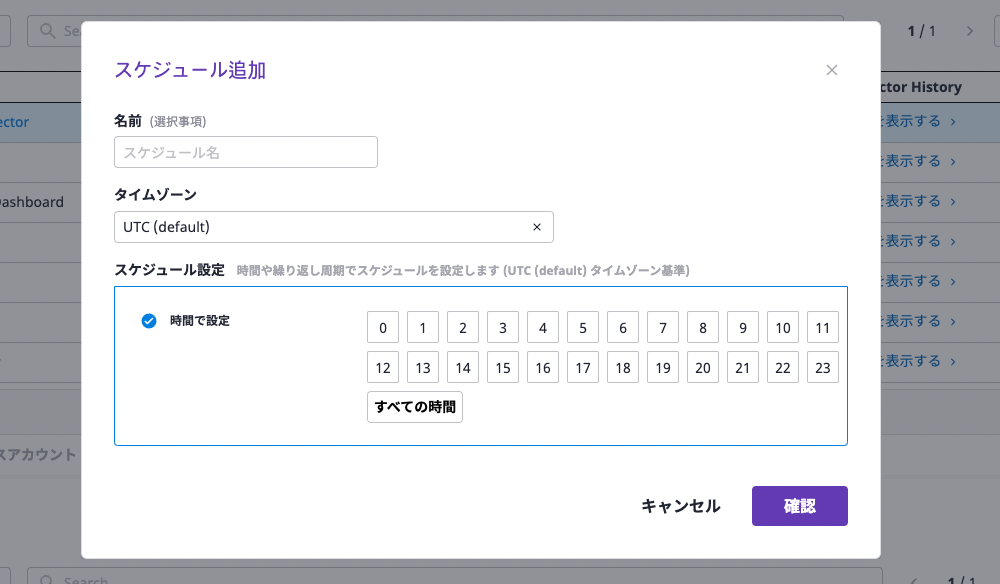 1 / 1
スケジュール追加
ctor History
名前 (選択事項)
ector
を表示する
スケジュール名
を表示する
タイムゾーン
Dashboard
を表示する
UTC (default)
を表示する
スケジュール設定 時間や繰り返し周期でスケジュールを設定します (UTC (default) タイムゾーン基準)
を表示する
時間で設定
0 1 2 3 4 5 6 7 8 9 10 11
を表示する
12 13 14 15 16 17 18 19 20 21 22 23
を表示する
すべての時間
スアカウント
キャンセル 確認
Search
1 / 1